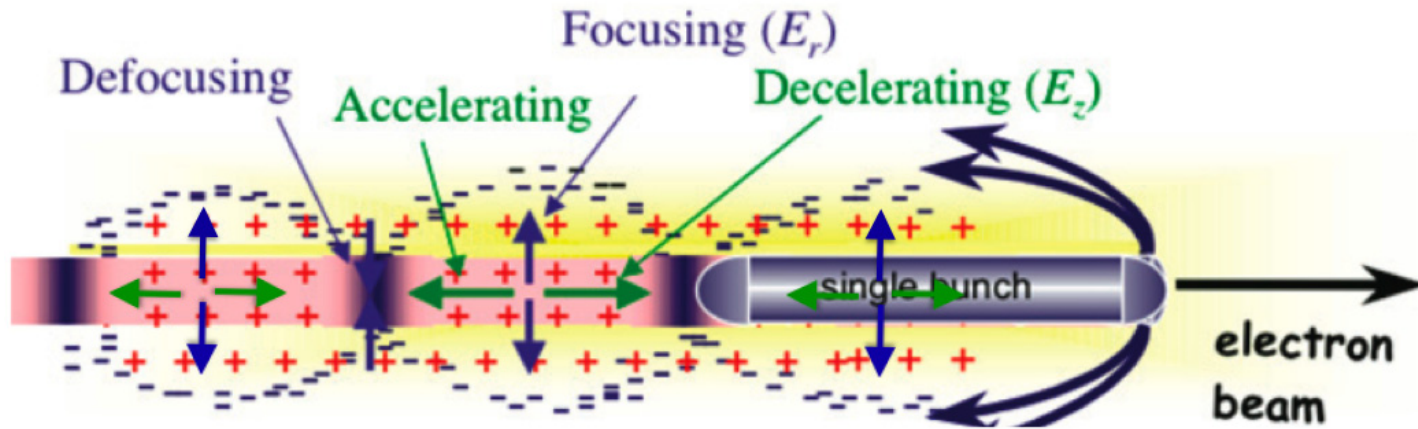 Focusing (E_r)
Defocusing
Accelerating
Decelerating (E_z)
single bunch
electron
beam